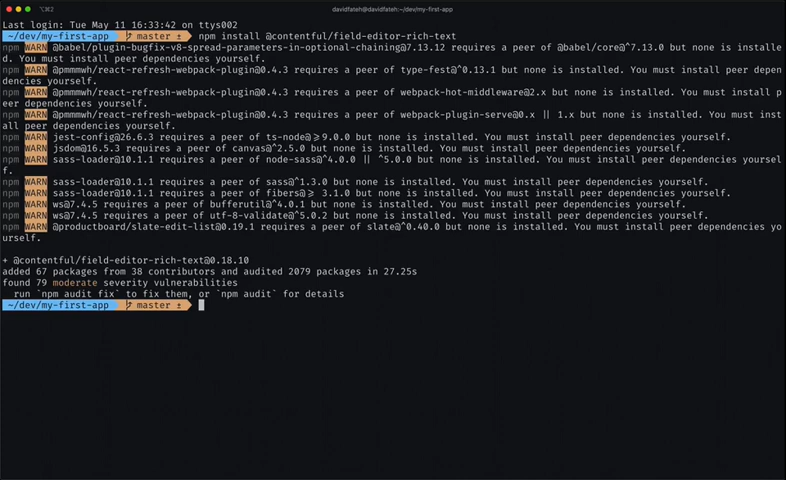 ⌥⌘2
davidfateh@davidfateh:~/dev/my-first-app
Last login: Tue May 11 16:33:42 on ttys002
~/dev/my-first-app master ± npm install @contentful/field-editor-rich-text
npm WARN @babel/plugin-bugfix-v8-spread-parameters-in-optional-chaining@7.13.12 requires a peer of @babel/core@^7.13.0 but none is installe
d. You must install peer dependencies yourself.
npm WARN @pmmmwh/react-refresh-webpack-plugin@0.4.3 requires a peer of type-fest@^0.13.1 but none is installed. You must install peer depen
dencies yourself.
npm WARN @pmmmwh/react-refresh-webpack-plugin@0.4.3 requires a peer of webpack-hot-middleware@2.x but none is installed. You must install p
eer dependencies yourself.
npm WARN @pmmmwh/react-refresh-webpack-plugin@0.4.3 requires a peer of webpack-plugin-serve@0.x || 1.x but none is installed. You must inst
all peer dependencies yourself.
npm WARN jest-config@26.6.3 requires a peer of ts-node@>=9.0.0 but none is installed. You must install peer dependencies yourself.
npm WARN jsdom@16.5.3 requires a peer of canvas@^2.5.0 but none is installed. You must install peer dependencies yourself.
npm WARN sass-loader@10.1.1 requires a peer of node-sass@^4.0.0 || ^5.0.0 but none is installed. You must install peer dependencies yoursel
f.
npm WARN sass-loader@10.1.1 requires a peer of sass@^1.3.0 but none is installed. You must install peer dependencies yourself.
npm WARN sass-loader@10.1.1 requires a peer of fibers@>= 3.1.0 but none is installed. You must install peer dependencies yourself.
npm WARN ws@7.4.5 requires a peer of bufferutil@^4.0.1 but none is installed. You must install peer dependencies yourself.
npm WARN ws@7.4.5 requires a peer of utf-8-validate@^5.0.2 but none is installed. You must install peer dependencies yourself.
npm WARN @productboard/slate-edit-list@0.19.1 requires a peer of slate@^0.40.0 but none is installed. You must install peer dependencies yo
urself.
+ @contentful/field-editor-rich-text@0.18.10
added 67 packages from 38 contributors and audited 2079 packages in 27.25s
found 79 moderate severity vulnerabilities
run `npm audit fix` to fix them, or `npm audit` for details
~/dev/my-first-app master ±